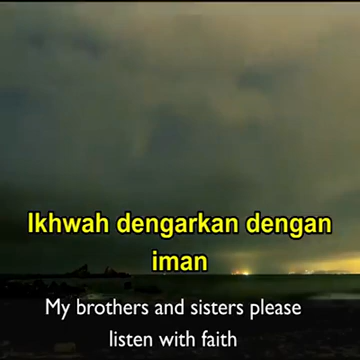 Ikhwah dengarkan dengan
iman
My brothers and sisters please
listen with faith